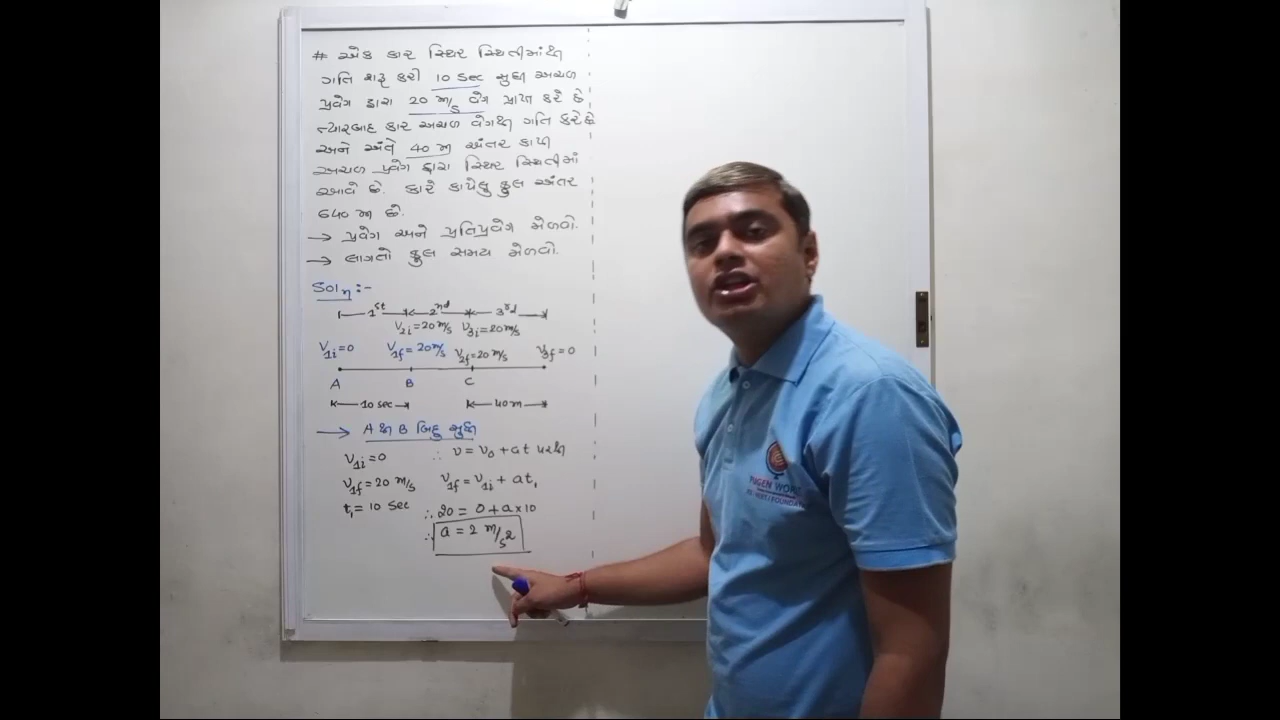 # એક કાર સ્થિર સ્થિતીમાંથી
ગતિ શરૂ કરી 10 sec સુધી અચળ
પ્રવેગ દ્વારા 20 m/s વેગ પ્રાપ્ત કરે છે
ત્યારબાદ કાર અચળ વેગથી ગતિ કરે છે
અને અંતે 40 m અંતર કાપી
અચળ પ્રવેગ દ્વારા સ્થિર સ્થિતીમાં
આવે છે. કારે કાપેલુ કુલ અંતર
640 m છે.
→ પ્રવેગ અને પ્રતિપ્રવેગ મેળવો.
→ લાગતો કુલ સમય મેળવો.
Solⁿ :-
1st 2nd 3rd
V2i = 20 m/s V3i = 20 m/s
V1i = 0 V1f = 20 m/s V2f = 20 m/s V3f = 0
A B C
10 sec 40 m
→ A થી B બિંદુ સુધી
V1i = 0 ∴ v = v0 + at પરથી
V1f = 20 m/s V1f = V1i + at1
t1 = 10 sec ∴ 20 = 0 + a × 10
∴ a = 2 m/s2